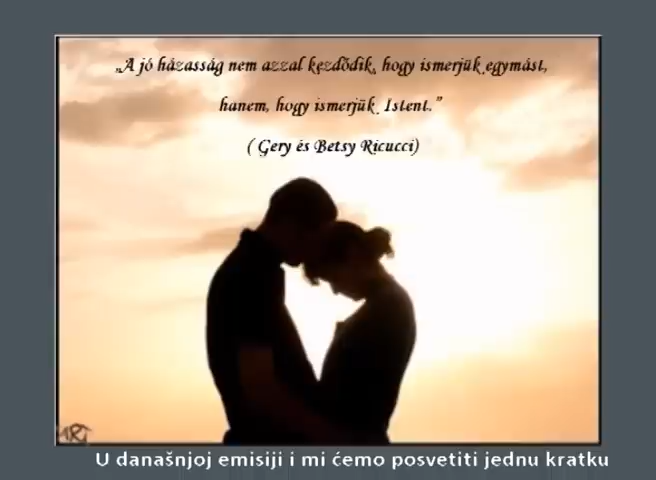 „A jó házasság nem azzal kezdődik, hogy ismerjük egymást,
hanem, hogy ismerjük Istent.”
( Gery és Betsy Ricucci)
U današnjoj emisiji i mi ćemo posvetiti jednu kratku